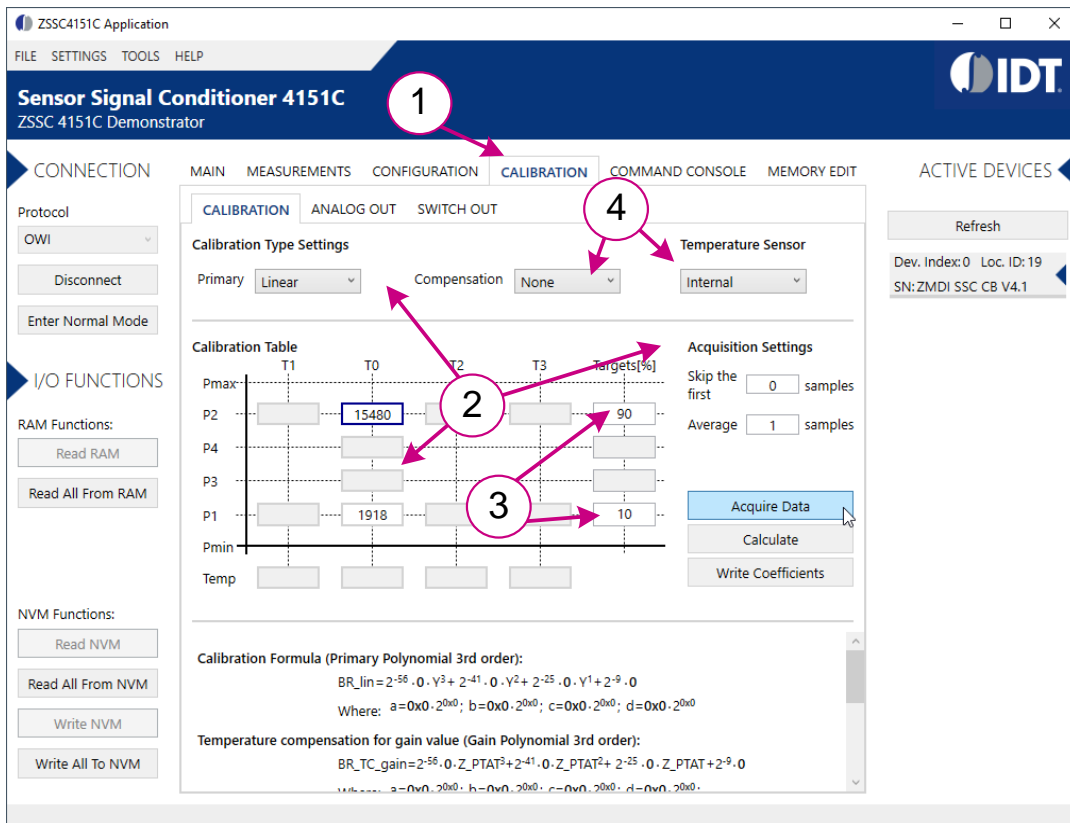 ZSSC4151C Application
FILE SETTINGS TOOLS HELP
IDT
Sensor Signal Conditioner 4151C
ZSSC 4151C Demonstrator
1
CONNECTION
MAIN MEASUREMENTS CONFIGURATION CALIBRATION COMMAND CONSOLE MEMORY EDIT
ACTIVE DEVICES
Protocol
OWI
Disconnect
Enter Normal Mode
CALIBRATION ANALOG OUT SWITCH OUT
4
Calibration Type Settings
Temperature Sensor
Primary Linear Compensation None Internal
Refresh
Dev. Index: 0 Loc. ID: 19
SN: ZMDI SSC CB V4.1
I/O FUNCTIONS
RAM Functions:
Read RAM
Read All From RAM
Calibration Table
T1 T0 T2 T3 Targets[%]
Pmax
P2 15480 90
P4
P3
P1 1918 10
Pmin
Temp
2
3
Acquisition Settings
Skip the first 0 samples
Average 1 samples
Acquire Data
Calculate
Write Coefficients
NVM Functions:
Read NVM
Read All From NVM
Write NVM
Write All To NVM
Calibration Formula (Primary Polynomial 3rd order):
BR_lin=2⁻⁵⁶·0·Y³+ 2⁻⁴¹·0·Y²+ 2⁻²⁵·0·Y¹+2⁻⁹·0
Where: a=0x0·2⁰ˣ⁰; b=0x0·2⁰ˣ⁰; c=0x0·2⁰ˣ⁰; d=0x0·2⁰ˣ⁰
Temperature compensation for gain value (Gain Polynomial 3rd order):
BR_TC_gain=2⁻⁵⁶·0·Z_PTAT³+2⁻⁴¹·0·Z_PTAT²+ 2⁻²⁵·0·Z_PTAT+2⁻⁹·0
Where: a=0x0·2⁰ˣ⁰; b=0x0·2⁰ˣ⁰; c=0x0·2⁰ˣ⁰; d=0x0·2⁰ˣ⁰;